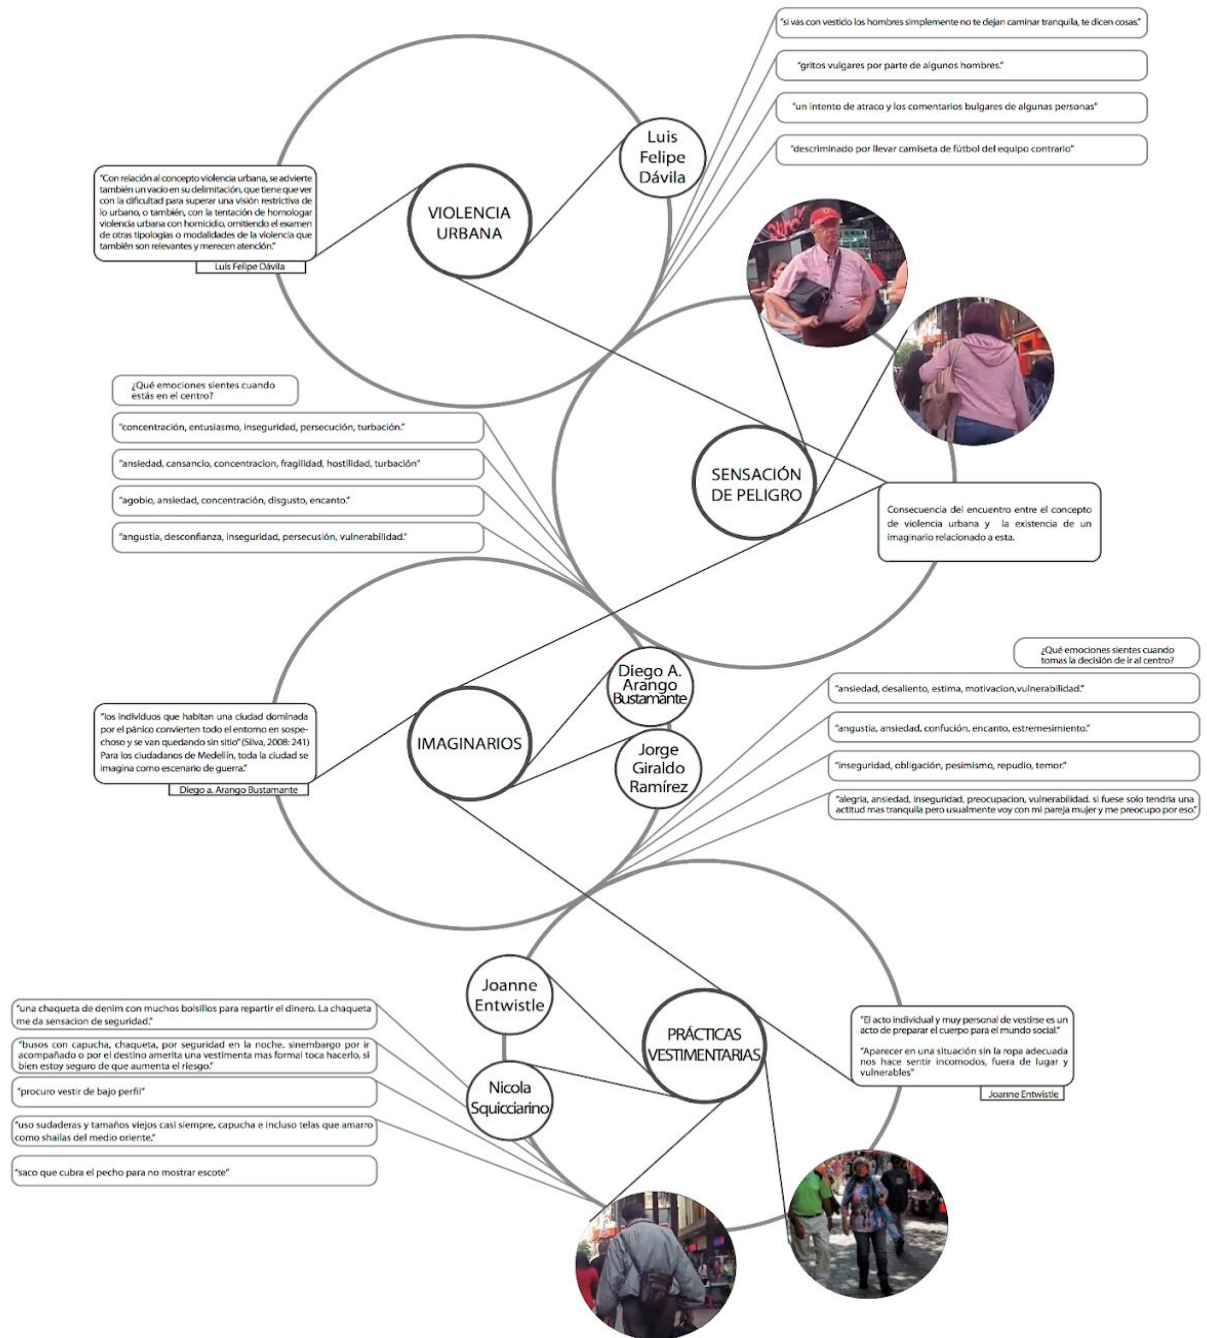 "si vas con vesticlo los hombres simplemente no te dejan caminar tranquila, te dicen cosas."
"gritos vulgares por parte de algunos hombres."
"un intento de atraco y los comentarios bulgares de algunas personas"
"descriminado por llevar camiseta de fútbol del equipo contrario"
Luis
Felipe
Dávila
VIOLENCIA
URBANA
"Con relación al concepto violencia urbana, se advierte
también un vacío en su delimitación, que tiene que ver
con la dificultad para superar una visión restrictiva de
lo urbano, o también, con la tentación de homologar
violencia urbana con homicidio, omitiendo el examen
de otras tipologías o modalidades de la violencia que
también son relevantes y merecen atención."
Luis Felipe Dávila
¿Qué emociones sientes cuando
estás en el centro?
"concentración, entusiasmo, inseguridad, persecución, turbación."
"ansiedad, cansancio, concentracion, fragilidad, hostilidad, turbación"
"agobio, ansiedad, concentración, disgusto, encanto."
"angustia, desconfianza, inseguridad, persecusión, vulnerabilidad."
SENSACIÓN
DE PELIGRO
Consecuencia del encuentro entre el concepto
de violencia urbana y la existencia de un
imaginario relacionado a esta.
Diego A.
Arango
Bustamante
Jorge
Giraldo
Ramírez
IMAGINARIOS
"los individuos que habitan una ciudad dominada
por el pánico convierten todo el entorno en sospe-
choso y se van quedando sin sitio" (Silva, 2008: 241)
Para los ciudadanos de Medellín, toda la ciudad se
imagina como escenario de guerra."
Diego a. Arango Bustamante
¿Qué emociones sientes cuando
tomas la decisión de ir al centro?
"ansiedad, desaliento, estima, motivacion,vulnerabilidad."
"angustia, ansiedad, confución, encanto, estremesimiento."
"inseguridad, obligación, pesimismo, repudio, temor."
"alegria, ansiedad, inseguridad, preocupacion, vulnerabilidad. si fuese solo tendria una
actitud mas tranquila pero usualmente voy con mi pareja mujer y me preocupo por eso."
Joanne
Entwistle
Nicola
Squicciarino
PRÁCTICAS
VESTIMENTARIAS
"El acto individual y muy personal de vestirse es un
acto de preparar el cuerpo para el mundo social."
"Aparecer en una situación sin la ropa adecuada
nos hace sentir incomodos, fuera de lugar y
vulnerables"
Joanne Entwistle
"una chaqueta de denim con muchos bolsillos para repartir el dinero. La chaqueta
me da sensacion de seguridad."
"busos con capucha, chaqueta, por seguridad en la noche. sinembargo por ir
acompañado o por el destino amerita una vestimenta mas formal toca hacerlo, si
bien estoy seguro de que aumenta el riesgo."
"procuro vestir de bajo perfil"
"uso sudaderas y tamaños viejos casi siempre, capucha e incluso telas que amarro
como shailas del medio oriente."
"saco que cubra el pecho para no mostrar escote"